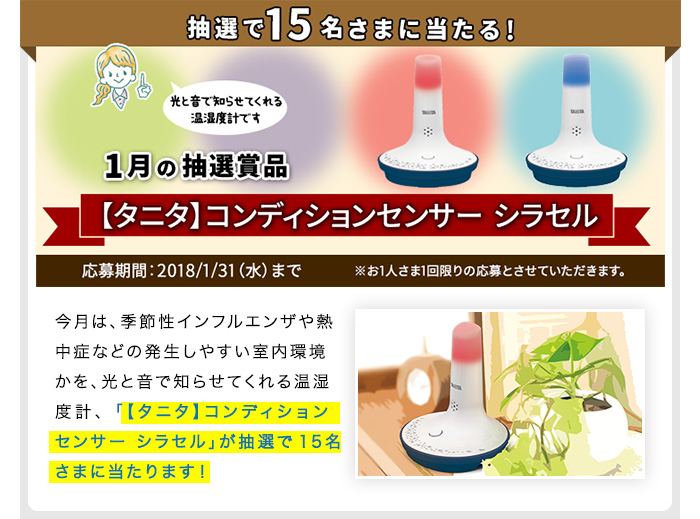 抽選で15名さまに当たる！
光と音で知らせてくれる
温湿度計です
1月の抽選賞品
【タニタ】コンディションセンサー シラセル
応募期間：2018/1/31（水）まで
※お1人さま1回限りの応募とさせていただきます。
TANITA
TANITA
今月は、季節性インフルエンザや熱
中症などの発生しやすい室内環境
かを、光と音で知らせてくれる温湿
度計、「【タニタ】コンディション
センサー シラセル」が抽選で15名
さまに当たります！
TANITA